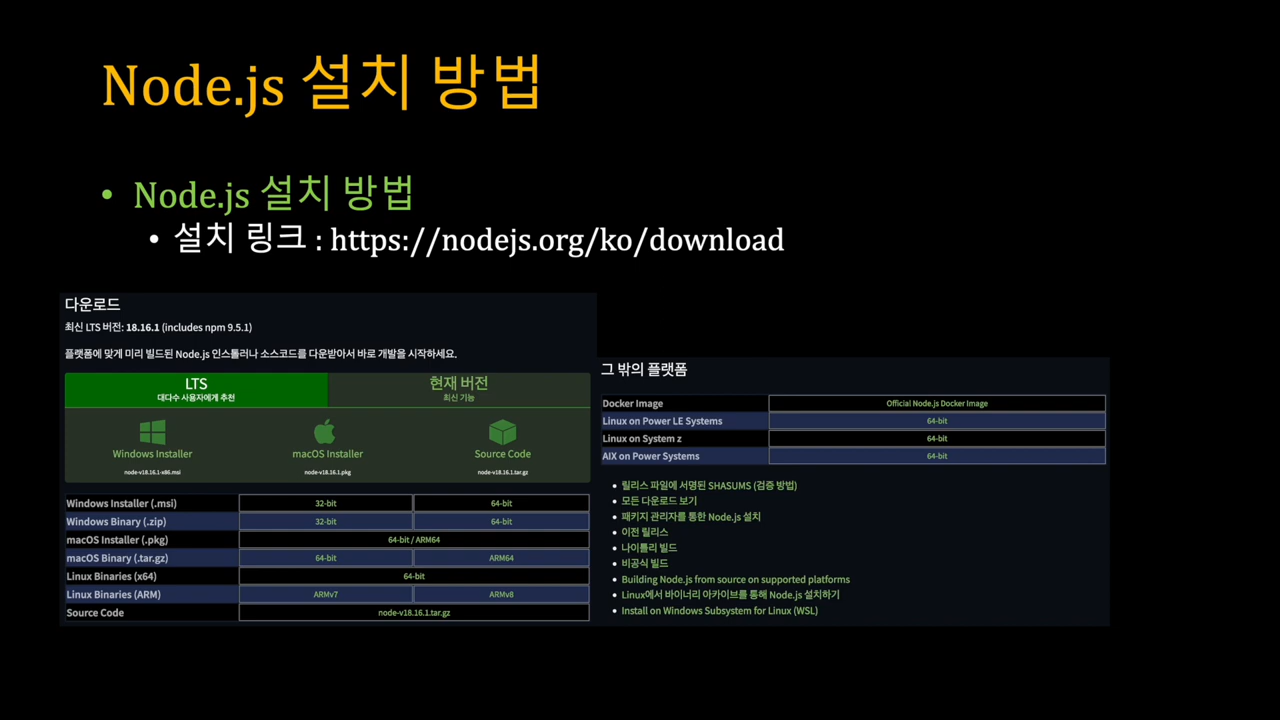 Node.js 설치 방법
• Node.js 설치 방법
• 설치 링크 : https://nodejs.org/ko/download
다운로드
최신 LTS 버전: 18.16.1 (includes npm 9.5.1)
플랫폼에 맞게 미리 빌드된 Node.js 인스톨러나 소스코드를 다운받아서 바로 개발을 시작하세요.
LTS
대다수 사용자에게 추천
현재 버전
최신 기능
Windows Installer
node-v18.16.1-x86.msi
macOS Installer
node-v18.16.1.pkg
Source Code
node-v18.16.1.tar.gz
Windows Installer (.msi) 32-bit 64-bit
Windows Binary (.zip) 32-bit 64-bit
macOS Installer (.pkg) 64-bit / ARM64
macOS Binary (.tar.gz) 64-bit ARM64
Linux Binaries (x64) 64-bit
Linux Binaries (ARM) ARMv7 ARMv8
Source Code node-v18.16.1.tar.gz
그 밖의 플랫폼
Docker Image Official Node.js Docker Image
Linux on Power LE Systems 64-bit
Linux on System z 64-bit
AIX on Power Systems 64-bit
• 릴리스 파일에 서명된 SHASUMS (검증 방법)
• 모든 다운로드 보기
• 패키지 관리자를 통한 Node.js 설치
• 이전 릴리스
• 나이틀리 빌드
• 비공식 빌드
• Building Node.js from source on supported platforms
• Linux에서 바이너리 아카이브를 통해 Node.js 설치하기
• Install on Windows Subsystem for Linux (WSL)